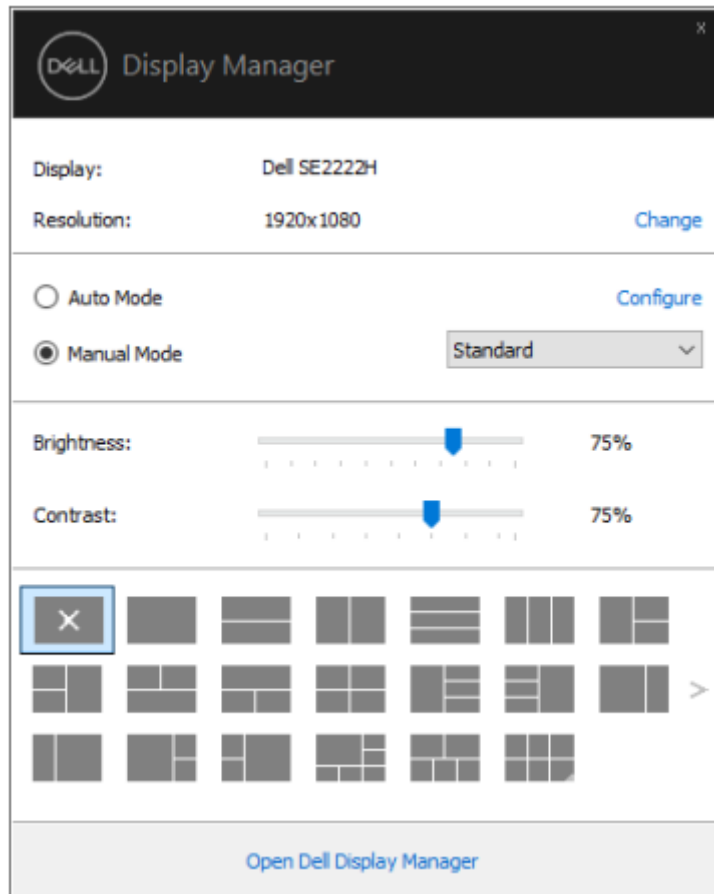 x
DELL Display Manager
Display: Dell SE2222H
Resolution: 1920x1080 Change
Auto Mode Configure
Manual Mode Standard
Brightness: 75%
Contrast: 75%
Open Dell Display Manager